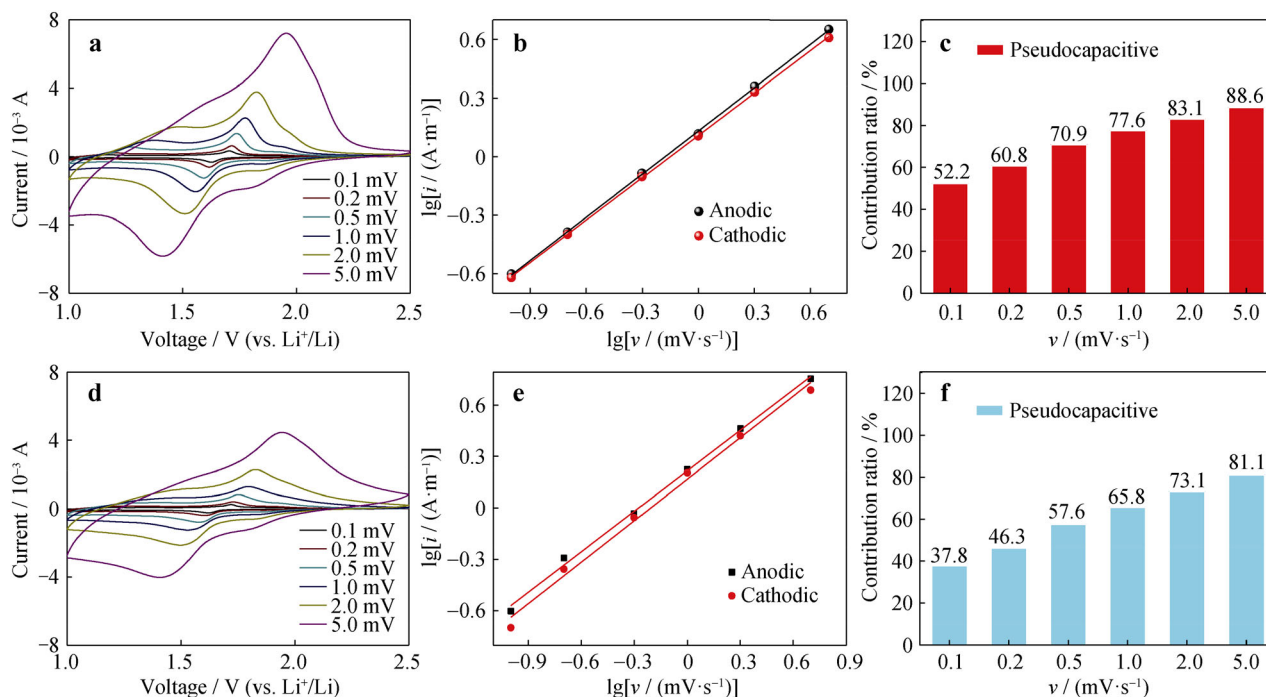 a
8
4
0
−4
−8
Current / 10⁻³ A
0.1 mV
0.2 mV
0.5 mV
1.0 mV
2.0 mV
5.0 mV
1.0 1.5 2.0 2.5
Voltage / V (vs. Li⁺/Li)
b
0.6
0.3
0
−0.3
−0.6
lg[i / (A·m⁻¹)]
Anodic
Cathodic
−0.9 −0.6 −0.3 0 0.3 0.6
lg[v / (mV·s⁻¹)]
c
120
100
80
60
40
20
0
Contribution ratio / %
Pseudocapacitive
52.2 60.8 70.9 77.6 83.1 88.6
0.1 0.2 0.5 1.0 2.0 5.0
v / (mV·s⁻¹)
d
8
4
0
−4
−8
Current / 10⁻³ A
0.1 mV
0.2 mV
0.5 mV
1.0 mV
2.0 mV
5.0 mV
1.0 1.5 2.0 2.5
Voltage / V (vs. Li⁺/Li)
e
0.6
0.3
0
−0.3
−0.6
lg[i / (A·m⁻¹)]
Anodic
Cathodic
−0.9 −0.6 −0.3 0 0.3 0.6 0.9
lg[v / (mV·s⁻¹)]
f
120
100
80
60
40
20
0
Contribution ratio / %
Pseudocapacitive
37.8 46.3 57.6 65.8 73.1 81.1
0.1 0.2 0.5 1.0 2.0 5.0
v / (mV·s⁻¹)